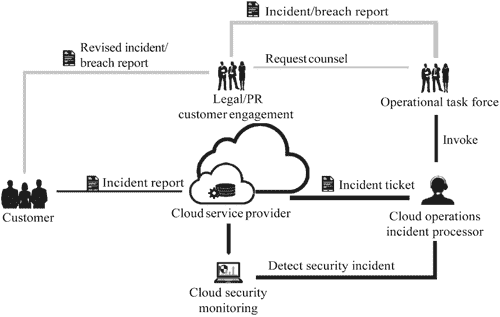 Incident/breach report
Revised incident/
breach report
Request counsel
Legal/PR
customer engagement
Operational task force
Invoke
Incident report
Incident ticket
Customer
Cloud service provider
Cloud operations
incident processor
Detect security incident
Cloud security
monitoring